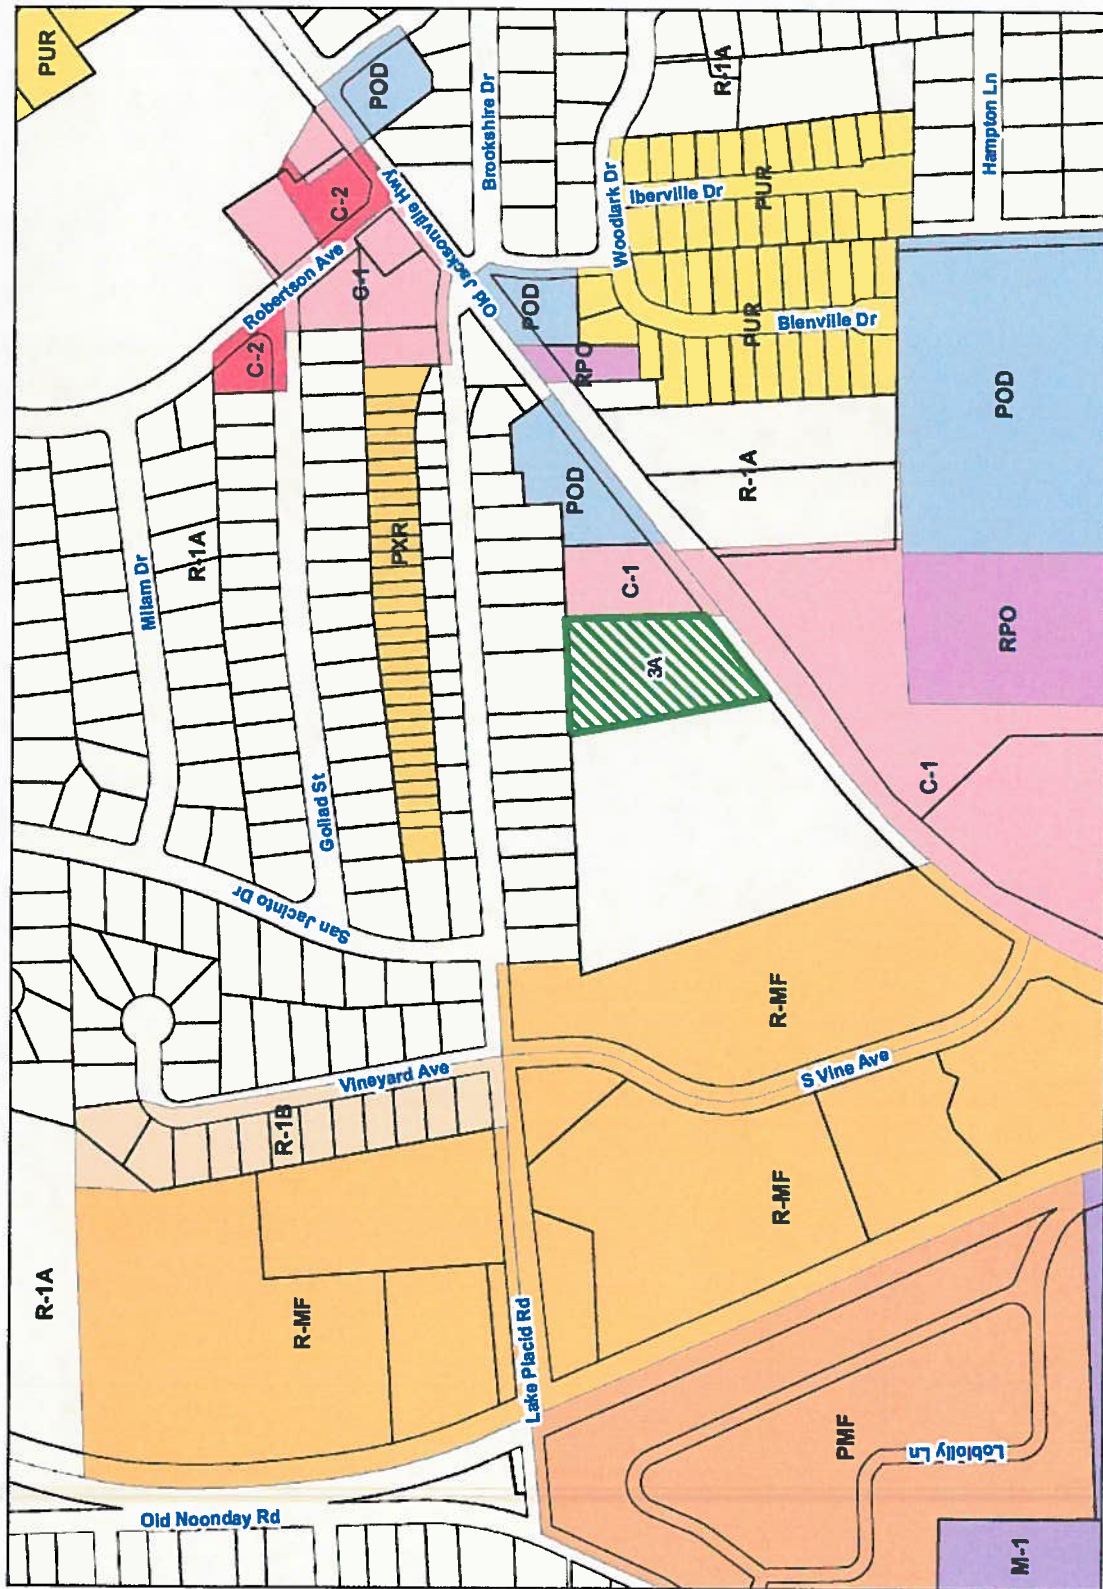 PUR
POD
Brookshire Dr
R-1A
Hampton Ln
C-2
Old Jacksonville Hwy
Robertson Ave
C-1
C-2
Woodlark Dr
Iberville Dr
PUR
POD
PUR
Bienville Dr
RPO
POD
R-1A
POD
PXR
R-1A
Milam Dr
C-1
3A
RPO
C-1
Goliad St
San Jacinto Dr
R-MF
S Vine Ave
Vineyard Ave
R-1B
R-MF
R-1A
R-MF
Lake Placid Rd
PMF
Loblolly Ln
Old Noonday Rd
M-1